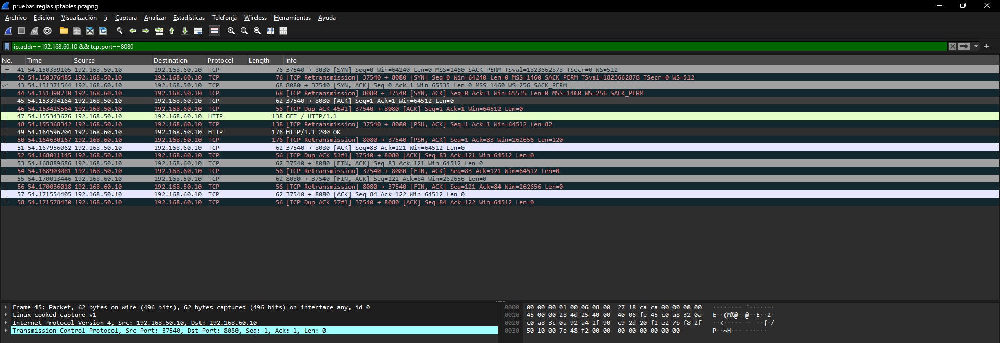 pruebas reglas iptables.pcapng
Archivo Edición Visualización Ir Captura Analizar Estadísticas Telefonía Wireless Herramientas Ayuda
ip.addr==192.168.60.10 && tcp.port==8080
No. Time Source Destination Protocol Length Info
41 54.150339105 192.168.50.10 192.168.60.10 TCP 76 37540 → 8080 [SYN] Seq=0 Win=64240 Len=0 MSS=1460 SACK_PERM TSval=1823662878 TSecr=0 WS=512
42 54.150376485 192.168.50.10 192.168.60.10 TCP 76 [TCP Retransmission] 37540 → 8080 [SYN] Seq=0 Win=64240 Len=0 MSS=1460 SACK_PERM TSval=1823662878 TSecr=0 WS=512
43 54.151371564 192.168.60.10 192.168.50.10 TCP 68 8080 → 37540 [SYN, ACK] Seq=0 Ack=1 Win=65535 Len=0 MSS=1460 WS=256 SACK_PERM
44 54.151390730 192.168.60.10 192.168.50.10 TCP 68 [TCP Retransmission] 8080 → 37540 [SYN, ACK] Seq=0 Ack=1 Win=65535 Len=0 MSS=1460 WS=256 SACK_PERM
45 54.153394164 192.168.50.10 192.168.60.10 TCP 62 37540 → 8080 [ACK] Seq=1 Ack=1 Win=64512 Len=0
46 54.153415564 192.168.50.10 192.168.60.10 TCP 56 [TCP Dup ACK 45#1] 37540 → 8080 [ACK] Seq=1 Ack=1 Win=64512 Len=0
47 54.155343676 192.168.50.10 192.168.60.10 HTTP 138 GET / HTTP/1.1
48 54.155368342 192.168.50.10 192.168.60.10 TCP 138 [TCP Retransmission] 37540 → 8080 [PSH, ACK] Seq=1 Ack=1 Win=64512 Len=82
49 54.164596204 192.168.60.10 192.168.50.10 HTTP 176 HTTP/1.1 200 OK
50 54.164630167 192.168.60.10 192.168.50.10 TCP 176 [TCP Retransmission] 8080 → 37540 [PSH, ACK] Seq=1 Ack=83 Win=262656 Len=120
51 54.167956062 192.168.50.10 192.168.60.10 TCP 62 37540 → 8080 [ACK] Seq=83 Ack=121 Win=64512 Len=0
52 54.168011145 192.168.50.10 192.168.60.10 TCP 56 [TCP Dup ACK 51#1] 37540 → 8080 [ACK] Seq=83 Ack=121 Win=64512 Len=0
53 54.168889686 192.168.50.10 192.168.60.10 TCP 62 37540 → 8080 [FIN, ACK] Seq=83 Ack=121 Win=64512 Len=0
54 54.168903081 192.168.50.10 192.168.60.10 TCP 56 [TCP Retransmission] 37540 → 8080 [FIN, ACK] Seq=83 Ack=121 Win=64512 Len=0
55 54.170013446 192.168.60.10 192.168.50.10 TCP 62 8080 → 37540 [FIN, ACK] Seq=121 Ack=84 Win=262656 Len=0
56 54.170036018 192.168.60.10 192.168.50.10 TCP 56 [TCP Retransmission] 8080 → 37540 [FIN, ACK] Seq=121 Ack=84 Win=262656 Len=0
57 54.171554405 192.168.50.10 192.168.60.10 TCP 62 37540 → 8080 [ACK] Seq=84 Ack=122 Win=64512 Len=0
58 54.171578430 192.168.50.10 192.168.60.10 TCP 56 [TCP Dup ACK 57#1] 37540 → 8080 [ACK] Seq=84 Ack=122 Win=64512 Len=0
Frame 45: Packet, 62 bytes on wire (496 bits), 62 bytes captured (496 bits) on interface any, id 0
Linux cooked capture v1
Internet Protocol Version 4, Src: 192.168.50.10, Dst: 192.168.60.10
Transmission Control Protocol, Src Port: 37540, Dst Port: 8080, Seq: 1, Ack: 1, Len: 0
0000 00 00 00 01 00 06 08 00 27 18 ca ca 00 00 08 00 ········ '·······
0010 45 00 00 28 4d 25 40 00 40 06 fe 45 c0 a8 32 0a E··(M%@· @··E··2·
0020 c0 a8 3c 0a 92 a4 1f 90 c9 2d 20 f1 e2 7b f8 2f ··<····· ·- ··{·/
0030 50 10 00 7e 48 f2 00 00 00 00 00 00 00 00 P··~H··· ······